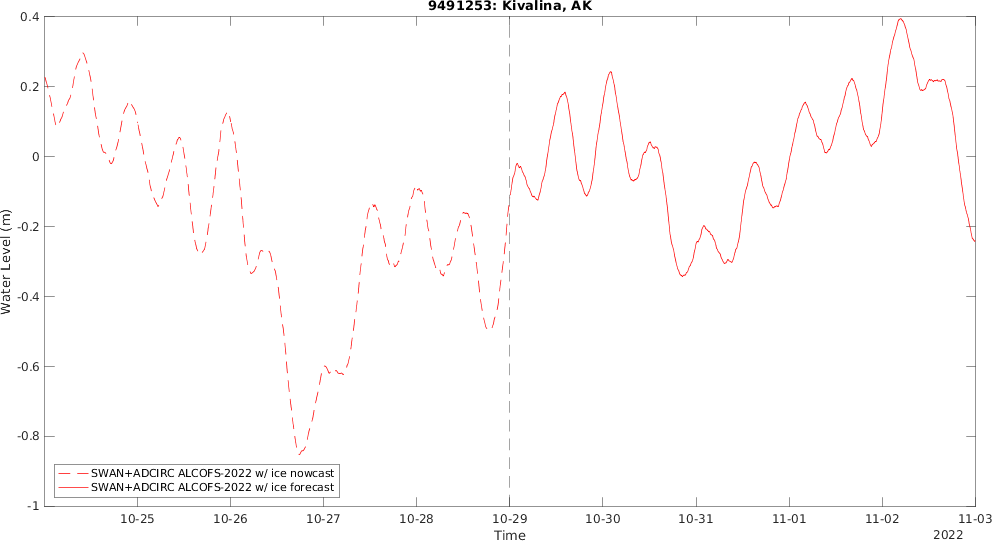 9491253: Kivalina, AK
0.4
0.2
0
-0.2
-0.4
-0.6
-0.8
-1
Water Level (m)
SWAN+ADCIRC ALCOFS-2022 w/ ice nowcast
SWAN+ADCIRC ALCOFS-2022 w/ ice forecast
10-25 10-26 10-27 10-28 10-29 10-30 10-31 11-01 11-02 11-03
Time
2022